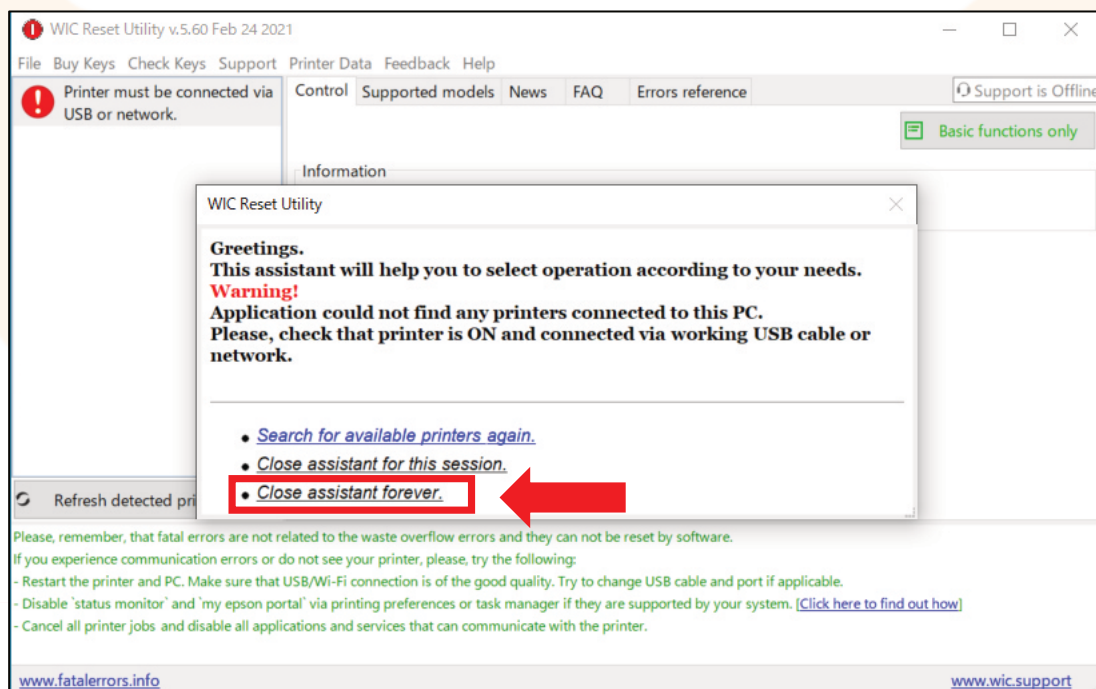 WIC Reset Utility v.5.60 Feb 24 2021
File Buy Keys Check Keys Support Printer Data Feedback Help
Printer must be connected via
USB or network.
Control Supported models News FAQ Errors reference
Support is Offline
Basic functions only
Information
WIC Reset Utility
Greetings.
This assistant will help you to select operation according to your needs.
Warning!
Application could not find any printers connected to this PC.
Please, check that printer is ON and connected via working USB cable or
network.
Search for available printers again.
Close assistant for this session.
Close assistant forever.
Refresh detected pri
Please, remember, that fatal errors are not related to the waste overflow errors and they can not be reset by software.
If you experience communication errors or do not see your printer, please, try the following:
- Restart the printer and PC. Make sure that USB/Wi-Fi connection is of the good quality. Try to change USB cable and port if applicable.
- Disable `status monitor` and `my epson portal` via printing preferences or task manager if they are supported by your system. [Click here to find out how]
- Cancel all printer jobs and disable all applications and services that can communicate with the printer.
www.fatalerrors.info
www.wic.support